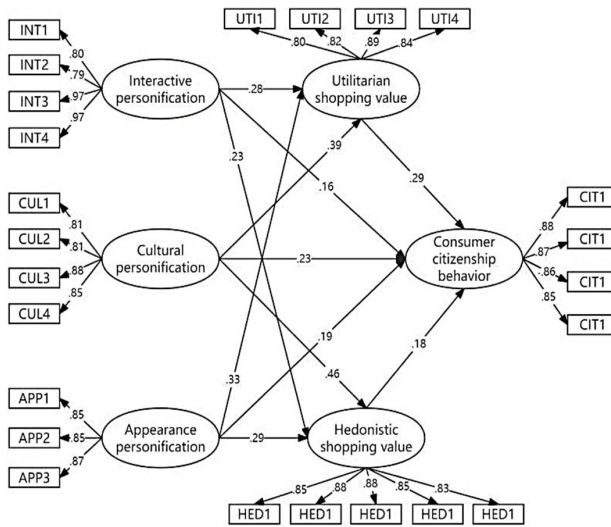 UTI1 UTI2 UTI3 UTI4
.80 .82 .89 .84
INT1
INT2
INT3
INT4
.80
.79
.97
.97
Interactive
personification
Utilitarian
shopping value
.28
.23
.39
.16
.29
CUL1
CUL2
CUL3
CUL4
.81
.81
.88
.85
Cultural
personification
.23
Consumer
citizenship
behavior
CIT1
CIT1
CIT1
CIT1
.88
.87
.86
.85
.19
.18
.46
.33
APP1
APP2
APP3
.85
.85
.87
Appearance
personification
.29
Hedonistic
shopping value
.85 .88 .88 .85 .83
HED1 HED1 HED1 HED1 HED1